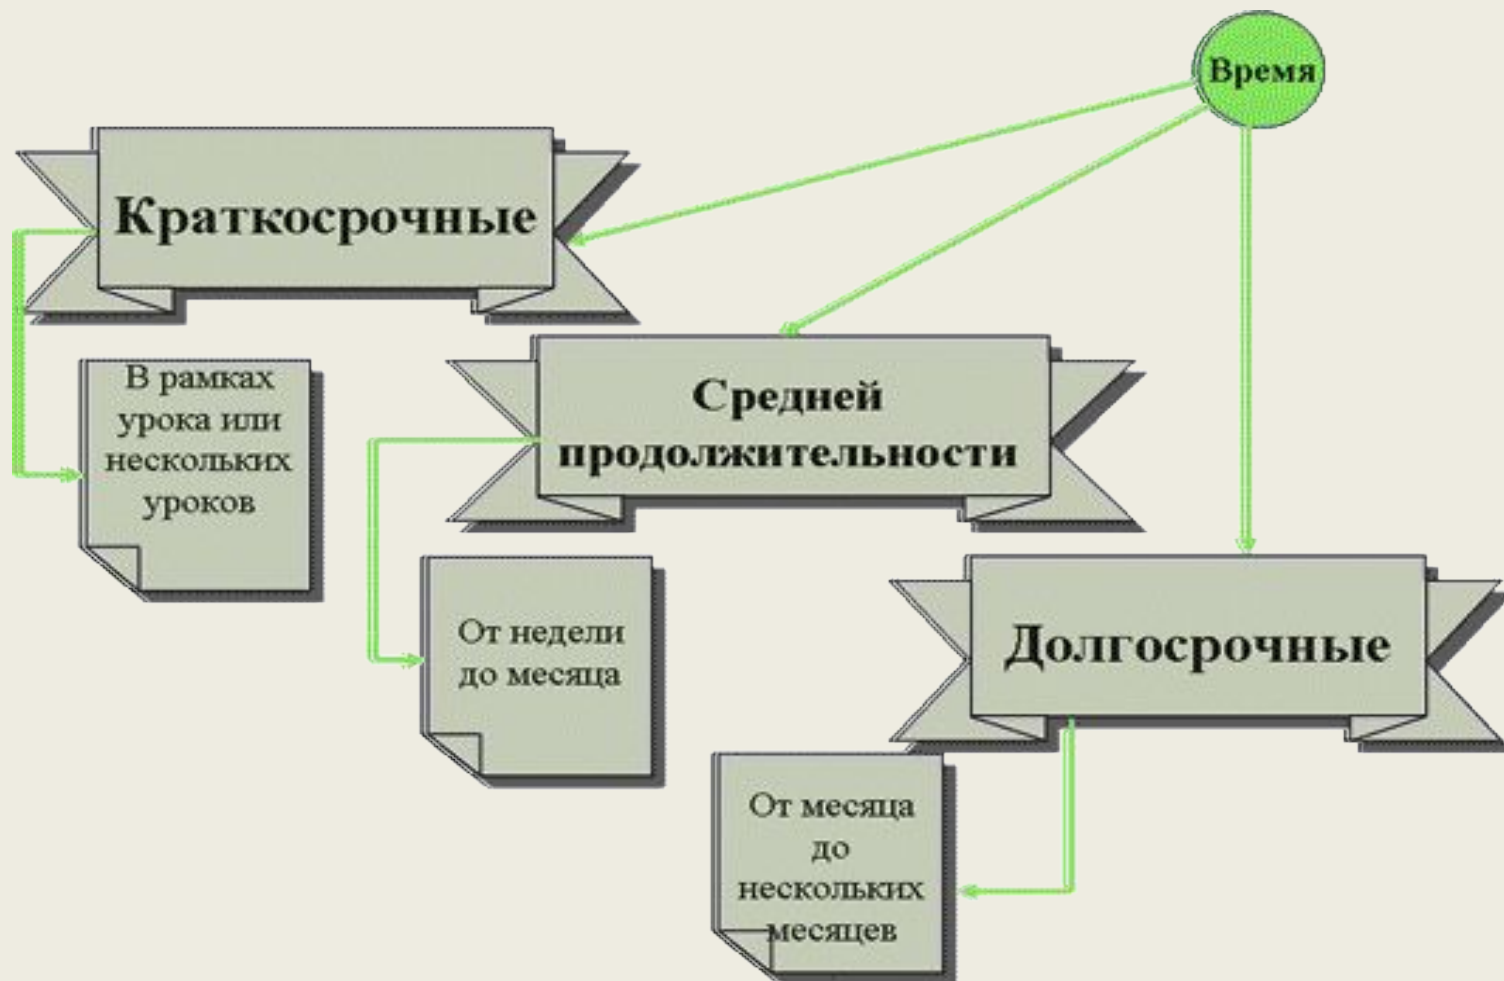 Время
Краткосрочные
В рамках
урока или
нескольких
уроков
Средней
продолжительности
От недели
до месяца
Долгосрочные
От месяца
до
нескольких
месяцев